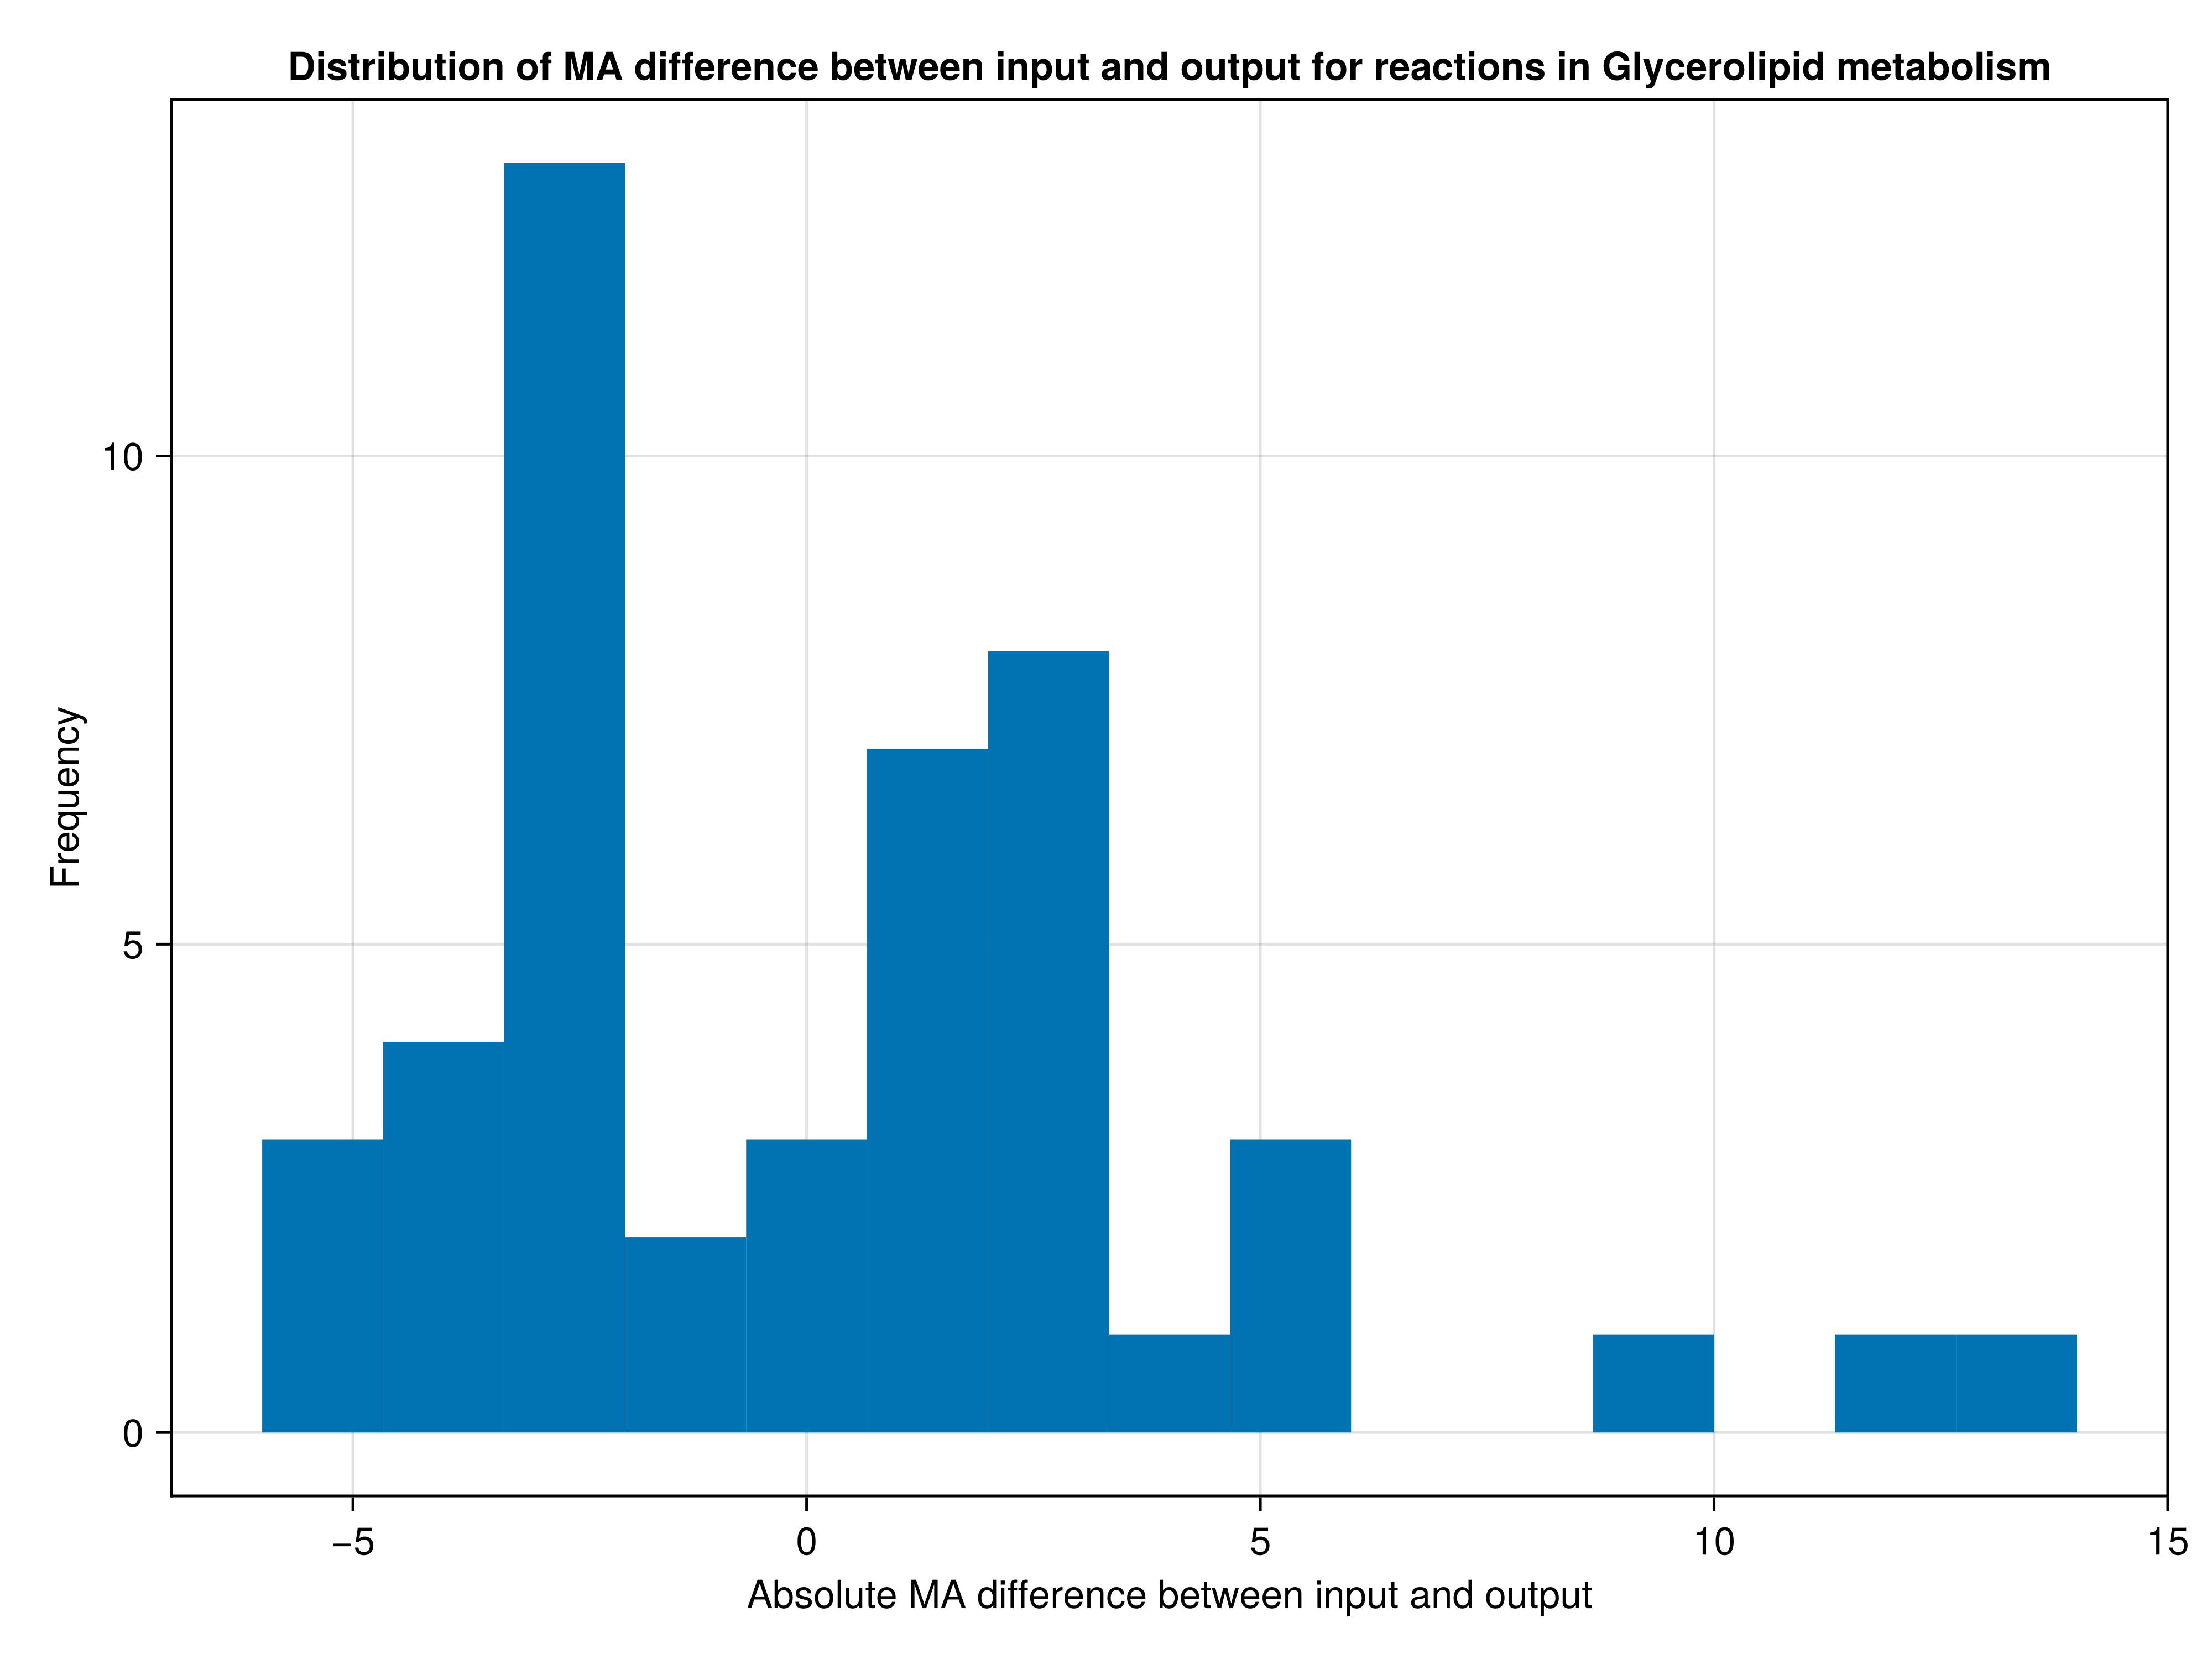 Distribution of MA difference between input and output for reactions in Glycerolipid metabolism
10
5
0
Frequency
−5 0 5 10 15
Absolute MA difference between input and output